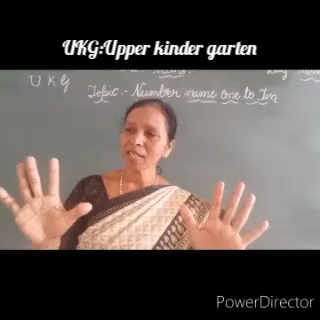 UKG:Upper kinder garten
UKG
Topic:- Number name one to Ten
PowerDirector